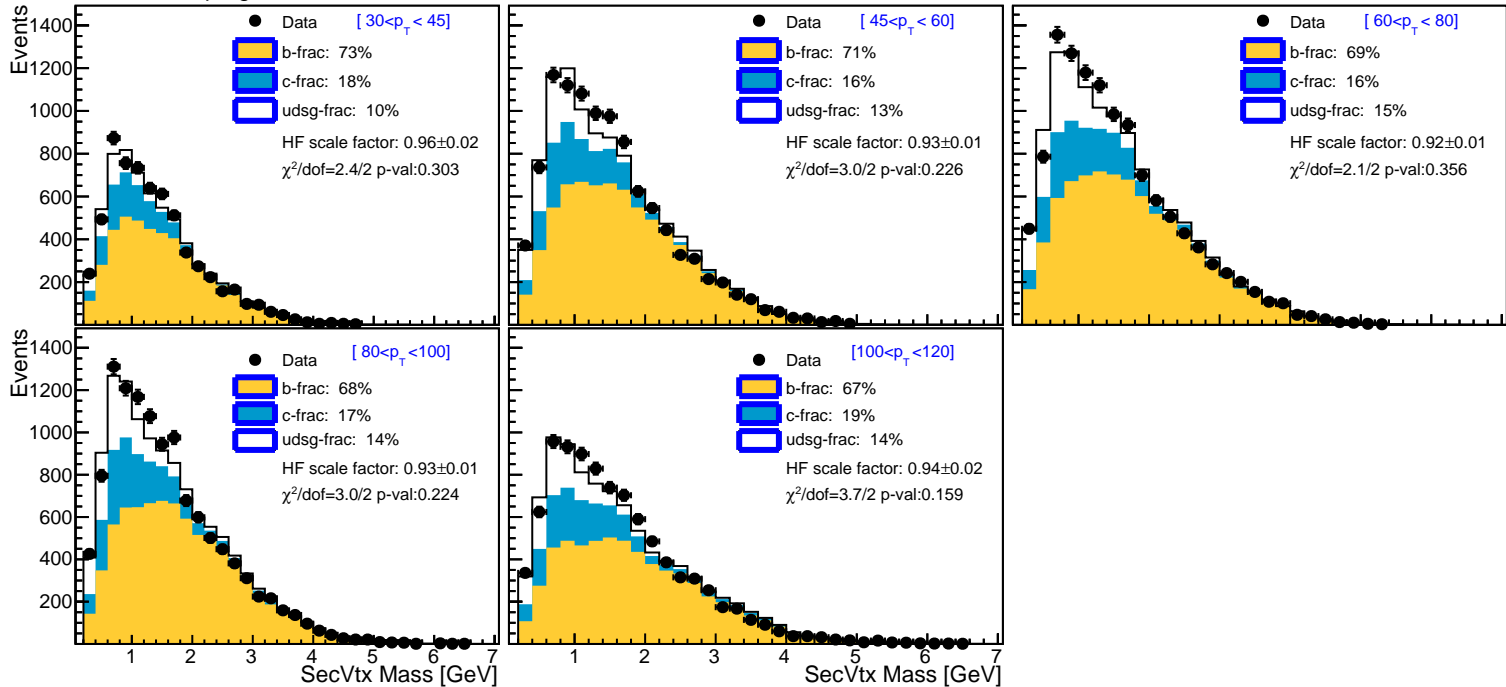 Events
1400
1200
1000
800
600
400
200
Data
[ 30<p_T < 45]
b-frac: 73%
c-frac: 18%
udsg-frac: 10%
HF scale factor: 0.96±0.02
χ²/dof=2.4/2 p-val:0.303
Data
[ 45<p_T < 60]
b-frac: 71%
c-frac: 16%
udsg-frac: 13%
HF scale factor: 0.93±0.01
χ²/dof=3.0/2 p-val:0.226
Data
[ 60<p_T < 80]
b-frac: 69%
c-frac: 16%
udsg-frac: 15%
HF scale factor: 0.92±0.01
χ²/dof=2.1/2 p-val:0.356
Events
1400
1200
1000
800
600
400
200
Data
[ 80<p_T <100]
b-frac: 68%
c-frac: 17%
udsg-frac: 14%
HF scale factor: 0.93±0.01
χ²/dof=3.0/2 p-val:0.224
1 2 3 4 5 6 7
SecVtx Mass [GeV]
Data
[100<p_T <120]
b-frac: 67%
c-frac: 19%
udsg-frac: 14%
HF scale factor: 0.94±0.02
χ²/dof=3.7/2 p-val:0.159
1 2 3 4 5 6 7
SecVtx Mass [GeV]